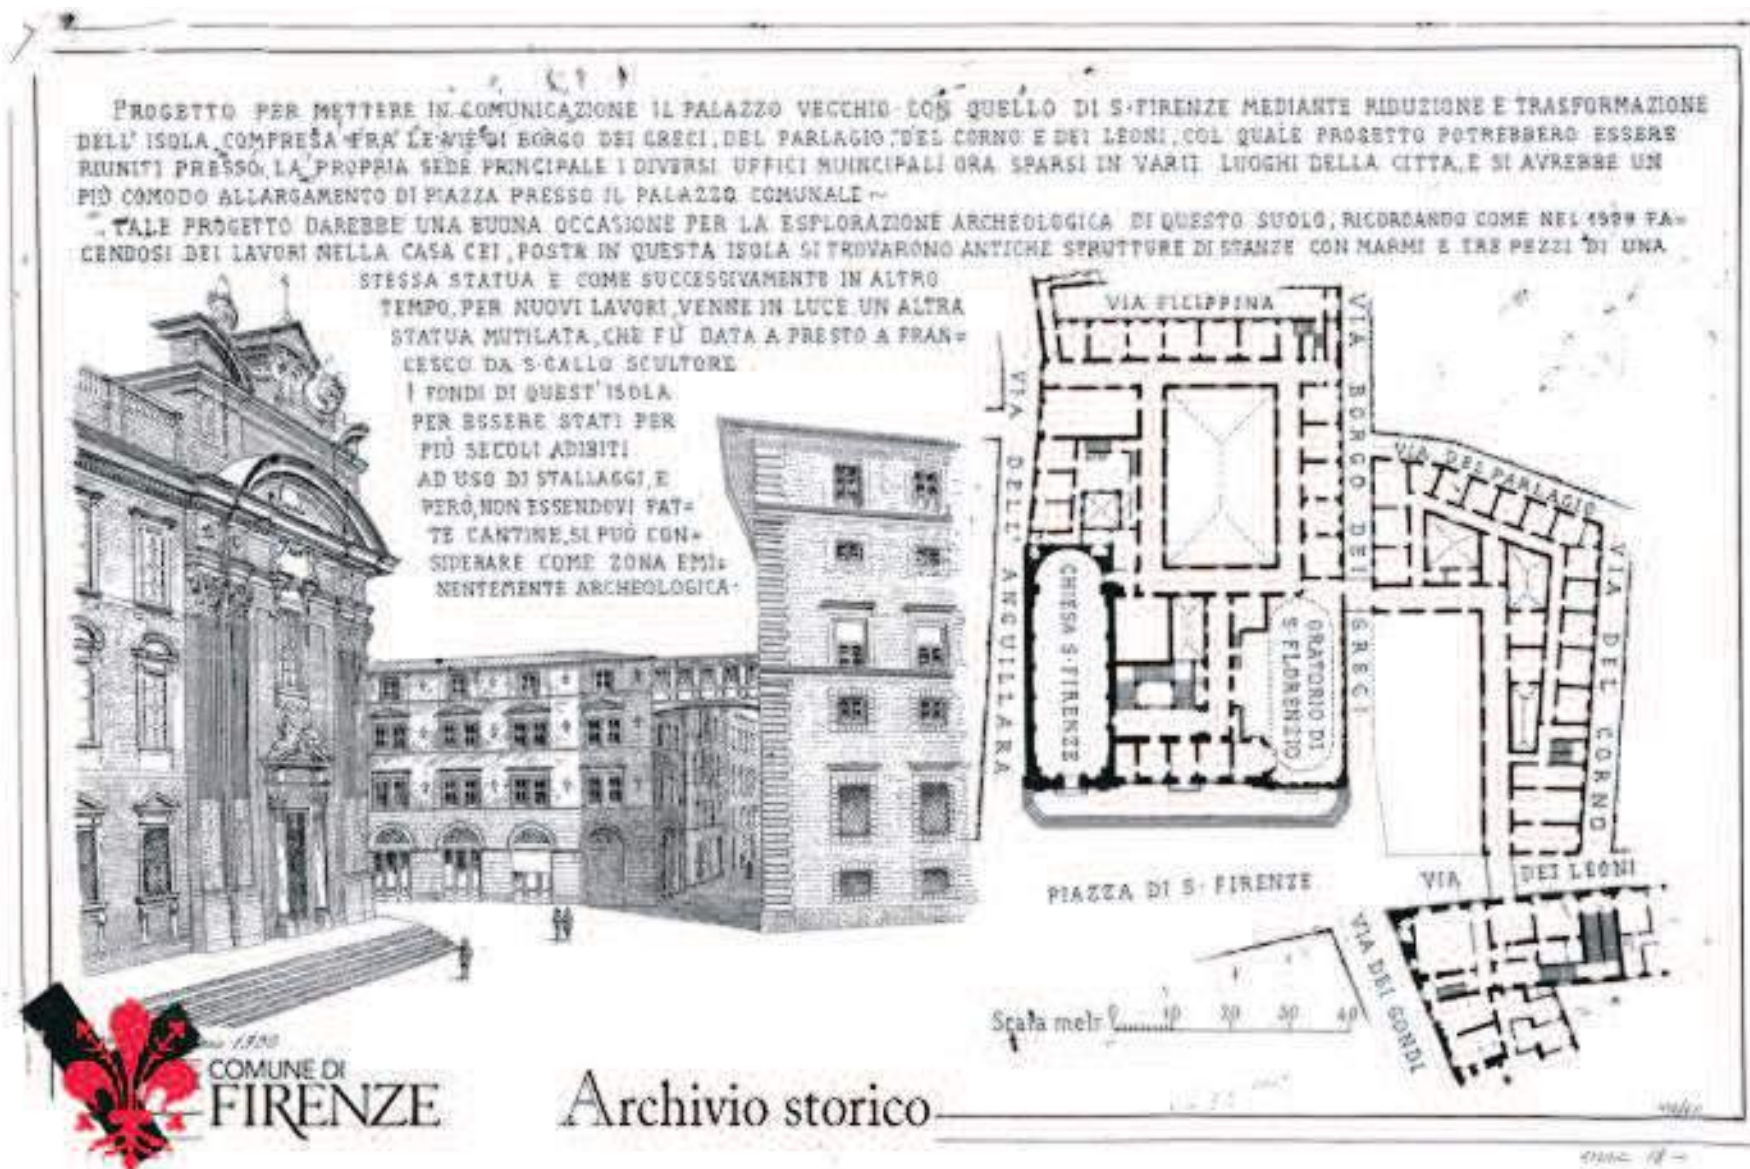 PROGETTO PER METTERE IN COMUNICAZIONE IL PALAZZO VECCHIO CON QUELLO DI S·FIRENZE MEDIANTE RIDUZIONE E TRASFORMAZIONE
DELL' ISOLA COMPRESA FRA LE VIE DI BORGO DEI GRECI, DEL PARLAGIO, DEL CORNO E DEI LEONI, COL QUALE PROGETTO POTREBBERO ESSERE
RIUNITI PRESSO LA PROPRIA SEDE PRINCIPALE I DIVERSI UFFICI MUINCIPALI ORA SPARSI IN VARII LUOGHI DELLA CITTA, E SI AVREBBE UN
PIÙ COMODO ALLARGAMENTO DI PIAZZA PRESSO IL PALAZZO COMUNALE ~
TALE PROGETTO DAREBBE UNA BUONA OCCASIONE PER LA ESPLORAZIONE ARCHEOLOGICA DI QUESTO SUOLO, RICORDANDO COME NEL FA=
CENDOSI DEI LAVORI NELLA CASA CEI, POSTA IN QUESTA ISOLA SI TROVARONO ANTICHE STRUTTURE DI STANZE CON MARMI E TRE PEZZI DI UNA
STESSA STATUA E COME SUCCESSIVAMENTE IN ALTRO
TEMPO, PER NUOVI LAVORI, VENNE IN LUCE UN ALTRA
STATUA MUTILATA, CHE FÙ DATA A PRESTO A FRAN=
CESCO DA S·GALLO SCULTORE
I FONDI DI QUEST' ISOLA
PER ESSERE STATI PER
PIÙ SECOLI ADIBITI
AD USO DI STALLAGGI, E
PERÒ, NON ESSENDOVI FAT=
TE CANTINE, SI PUÒ CON=
SIDERARE COME ZONA EMI=
NENTEMENTE ARCHEOLOGICA·
VIA FILIPPINA
VIA BORGO DEI GRECI
VIA DELL' ANGUILLARA
VIA DEL PARLAGIO
VIA DEL CORNO
CHIESA S·FIRENZE
ORATORIO DI
S FLORENZIO
PIAZZA DI S·FIRENZE
VIA DEI LEONI
VIA DEI GONDI
Scala metr 0 10 20 30 40
COMUNE DI
FIRENZE
Archivio storico